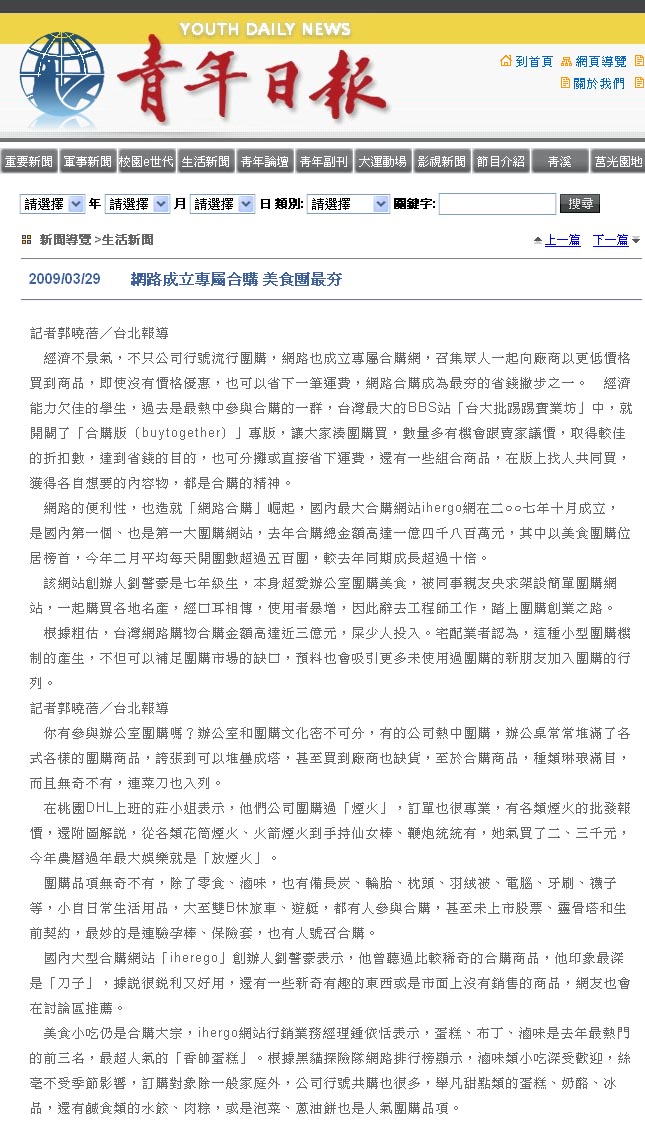 YOUTH DAILY NEWS
青年日報
到首頁 網頁導覽
關於我們
重要新聞 軍事新聞 校園e世代 生活新聞 青年論壇 青年副刊 大運動場 影視新聞 節目介紹 青溪 莒光園地
請選擇 年 請選擇 月 請選擇 日 類別: 請選擇 關鍵字: 搜尋
新聞導覽 >生活新聞 上一篇 下一篇
2009/03/29 網路成立專屬合購 美食團最夯
記者郭曉蓓／台北報導
經濟不景氣，不只公司行號流行團購，網路也成立專屬合購網，召集眾人一起向廠商以更低價格
買到商品，即使沒有價格優惠，也可以省下一筆運費，網路合購成為最夯的省錢撇步之一。 經濟
能力欠佳的學生，過去是最熱中參與合購的一群，台灣最大的BBS站「台大批踢踢實業坊」中，就
開闢了「合購版〔buytogether〕」專版，讓大家湊團購買，數量多有機會跟賣家議價，取得較佳
的折扣數，達到省錢的目的，也可分攤或直接省下運費，還有一些組合商品，在版上找人共同買，
獲得各自想要的內容物，都是合購的精神。
網路的便利性，也造就「網路合購」崛起，國內最大合購網站ihergo網在二○○七年十月成立，
是國內第一個、也是第一大團購網站，去年合購總金額高達一億四千八百萬元，其中以美食團購位
居榜首，今年二月平均每天開團數超過五百團，較去年同期成長超過十倍。
該網站創辦人劉謦豪是七年級生，本身超愛辦公室團購美食，被同事親友央求架設簡單團購網
站，一起購買各地名產，經口耳相傳，使用者暴增，因此辭去工程師工作，踏上團購創業之路。
根據粗估，台灣網路購物合購金額高達近三億元，屎少人投入。宅配業者認為，這種小型團購機
制的產生，不但可以補足團購市場的缺口，預料也會吸引更多未使用過團購的新朋友加入團購的行
列。
記者郭曉蓓／台北報導
你有參與辦公室團購嗎？辦公室和團購文化密不可分，有的公司熱中團購，辦公桌常常堆滿了各
式各樣的團購商品，誇張到可以堆疊成塔，甚至買到廠商也缺貨，至於合購商品，種類琳琅滿目，
而且無奇不有，連菜刀也入列。
在桃園DHL上班的莊小姐表示，他們公司團購過「煙火」，訂單也很專業，有各類煙火的批發報
價，還附圖解說，從各類花筒煙火、火箭煙火到手持仙女棒、鞭炮統統有，她氣買了二、三千元，
今年農曆過年最大娛樂就是「放煙火」。
團購品項無奇不有，除了零食、滷味，也有備長炭、輪胎、枕頭、羽絨被、電腦、牙刷、襪子
等，小自日常生活用品，大至雙B休旅車、遊艇，都有人參與合購，甚至未上市股票、靈骨塔和生
前契約，最妙的是連驗孕棒、保險套，也有人號召合購。
國內大型合購網站「iherego」創辦人劉謦豪表示，他曾聽過比較稀奇的合購商品，他印象最深
是「刀子」，據說很銳利又好用，還有一些新奇有趣的東西或是市面上沒有銷售的商品，網友也會
在討論區推薦。
美食小吃仍是合購大宗，ihergo網站行銷業務經理鍾依恬表示，蛋糕、布丁、滷味是去年最熱門
的前三名，最超人氣的「香帥蛋糕」。根據黑貓探險隊網路排行榜顯示，滷味類小吃深受歡迎，絲
毫不受季節影響，訂購對象除一般家庭外，公司行號共購也很多，舉凡甜點類的蛋糕、奶酪、冰
品，還有鹹食類的水餃、肉粽，或是泡菜、蔥油餅也是人氣團購品項。